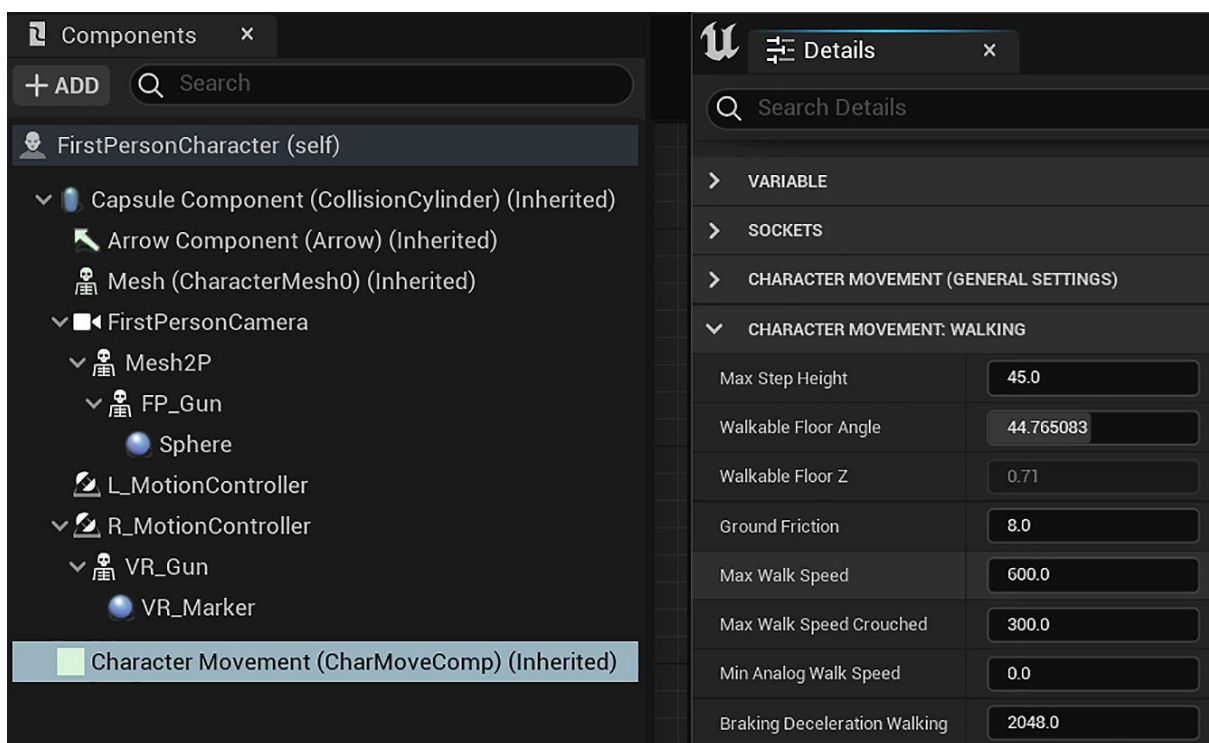 Components
ADD
Search
FirstPersonCharacter (self)
Capsule Component (CollisionCylinder) (Inherited)
Arrow Component (Arrow) (Inherited)
Mesh (CharacterMesh0) (Inherited)
FirstPersonCamera
Mesh2P
FP_Gun
Sphere
L_MotionController
R_MotionController
VR_Gun
VR_Marker
Character Movement (CharMoveComp) (Inherited)
Details
Search Details
VARIABLE
SOCKETS
CHARACTER MOVEMENT (GENERAL SETTINGS)
CHARACTER MOVEMENT: WALKING
Max Step Height 45.0
Walkable Floor Angle 44.765083
Walkable Floor Z 0.71
Ground Friction 8.0
Max Walk Speed 600.0
Max Walk Speed Crouched 300.0
Min Analog Walk Speed 0.0
Braking Deceleration Walking 2048.0